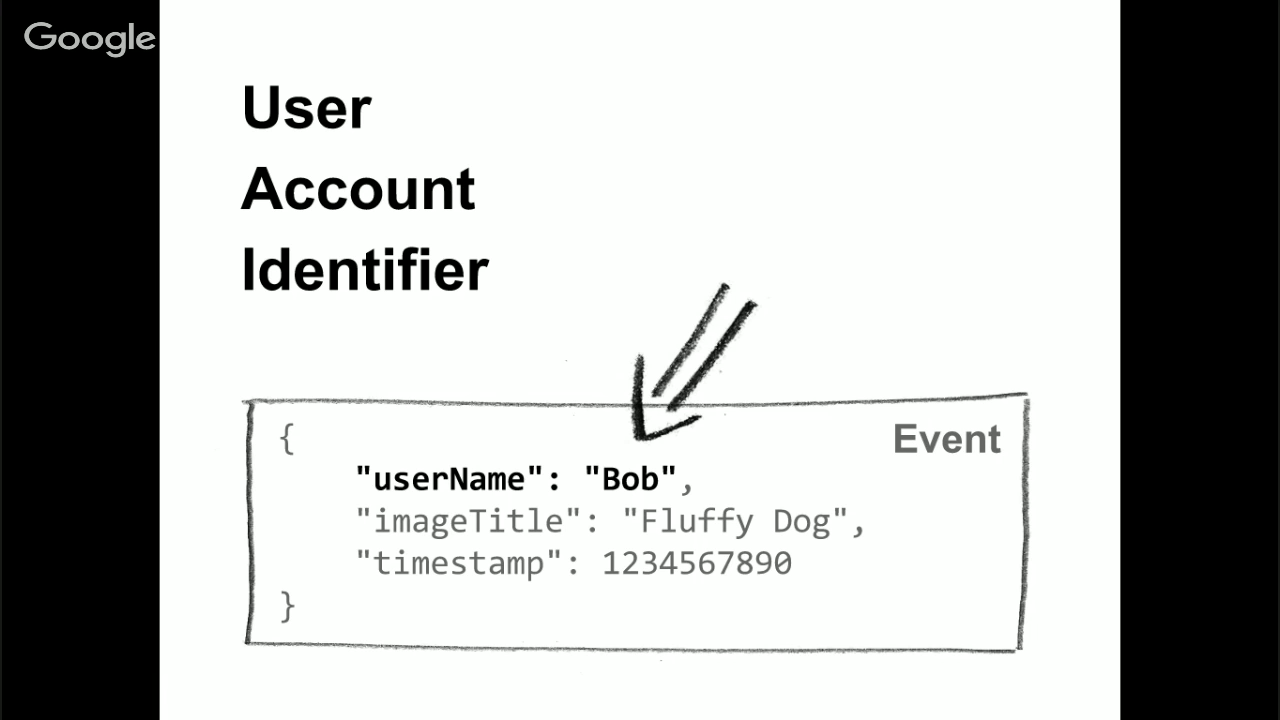 Google
User
Account
Identifier
{
Event
"userName": "Bob",
"imageTitle": "Fluffy Dog",
"timestamp": 1234567890
}